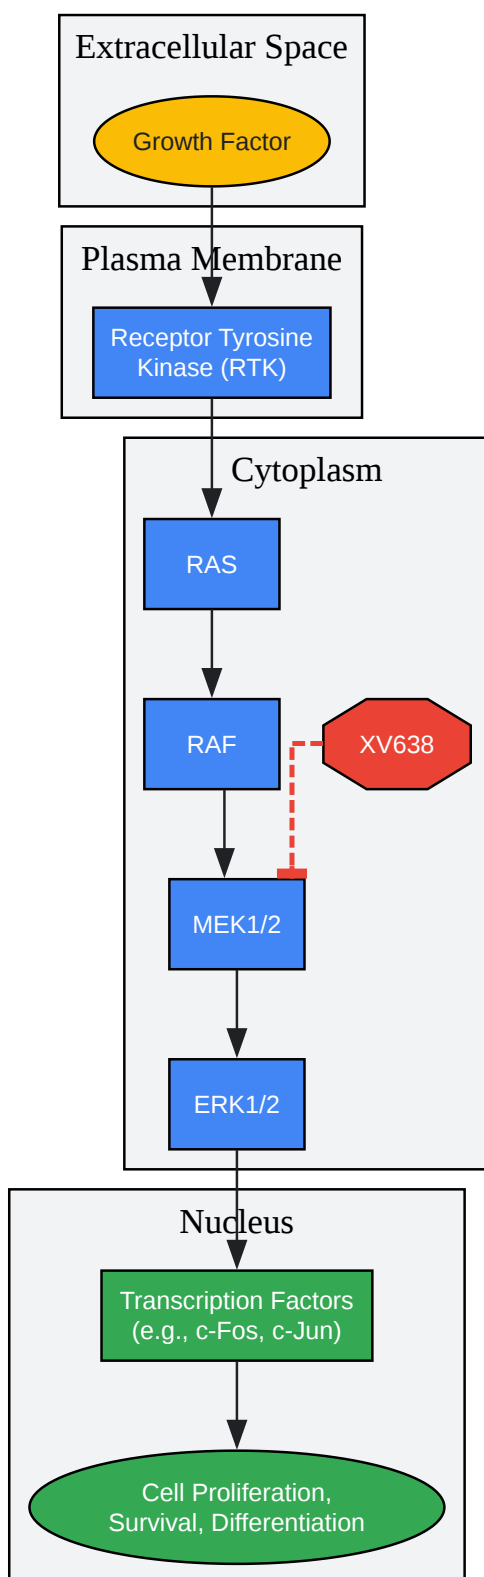 Extracellular Space
Growth Factor
Plasma Membrane
Receptor Tyrosine
Kinase (RTK)
Cytoplasm
RAS
RAF
XV638
MEK1/2
ERK1/2
Nucleus
Transcription Factors
(e.g., c-Fos, c-Jun)
Cell Proliferation,
Survival, Differentiation